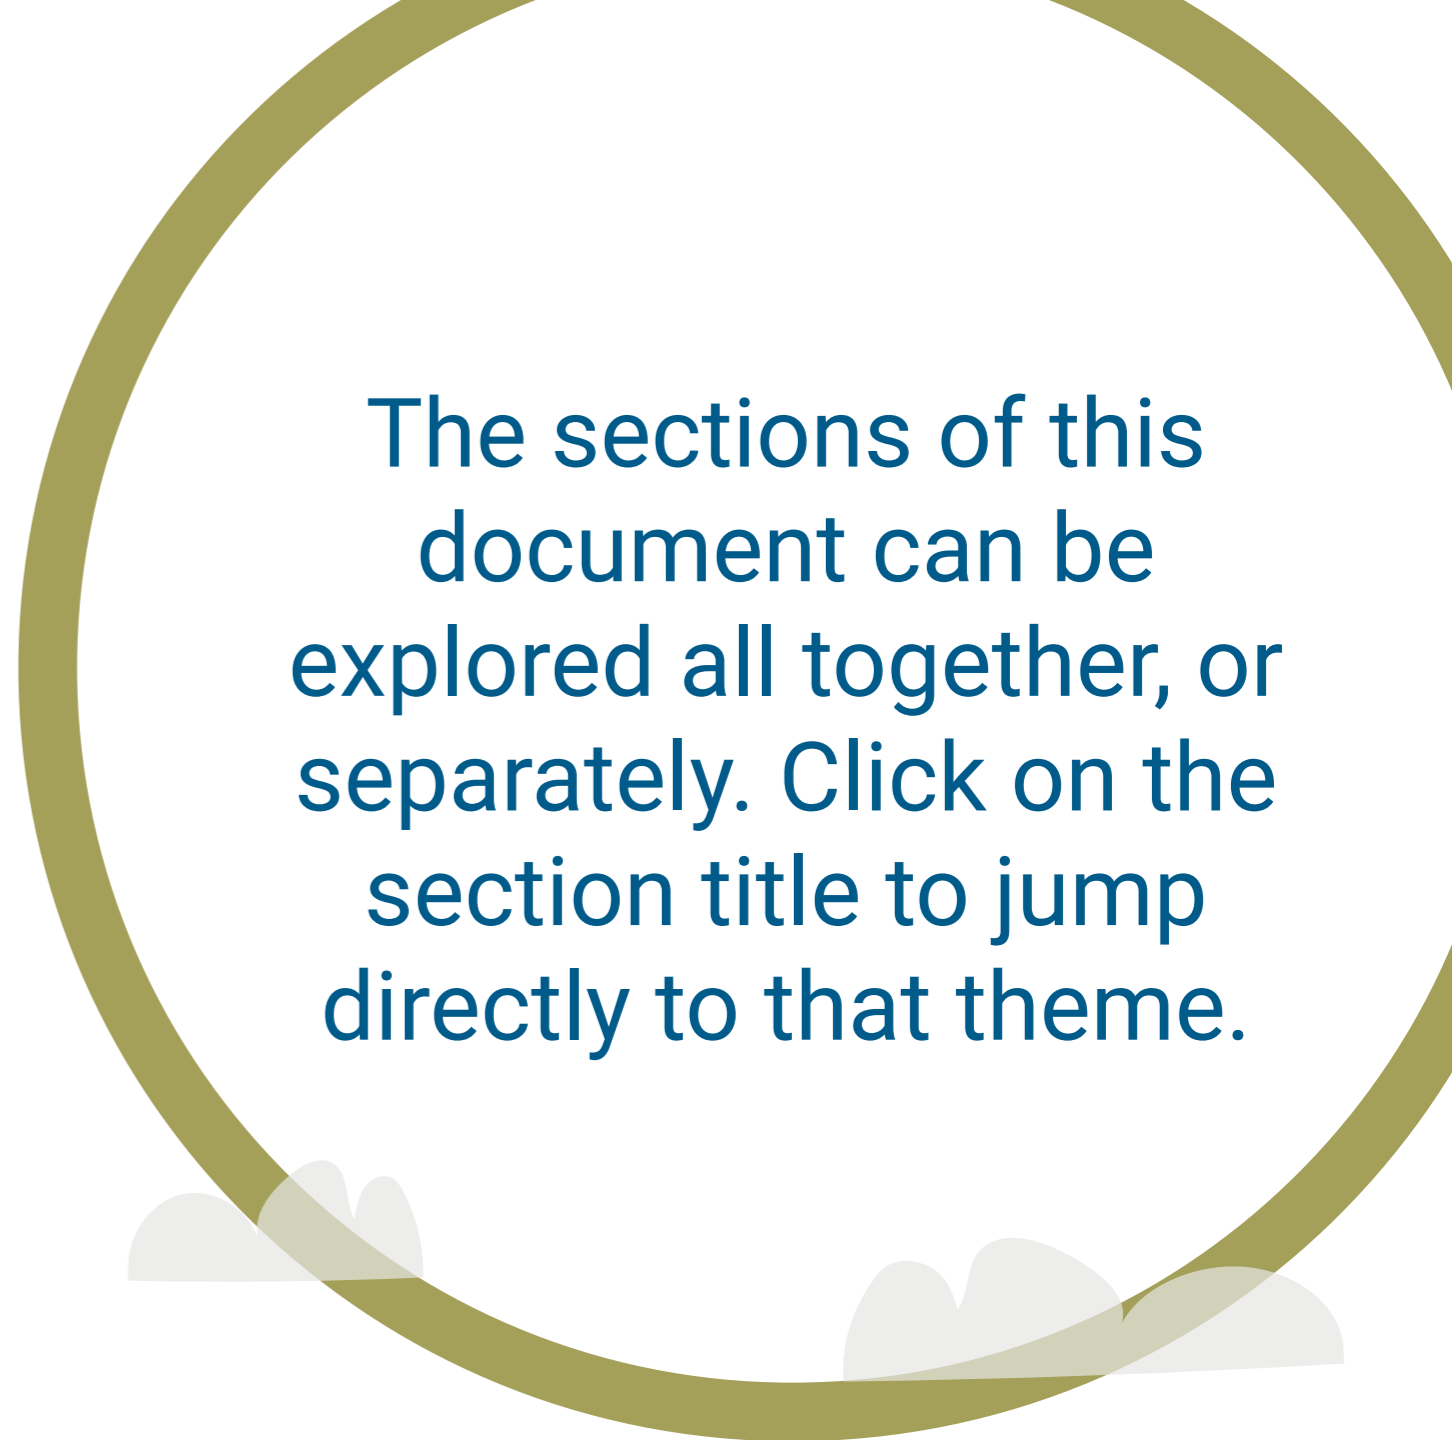 The sections of this
document can be
explored all together, or
separately. Click on the
section title to jump
directly to that theme.